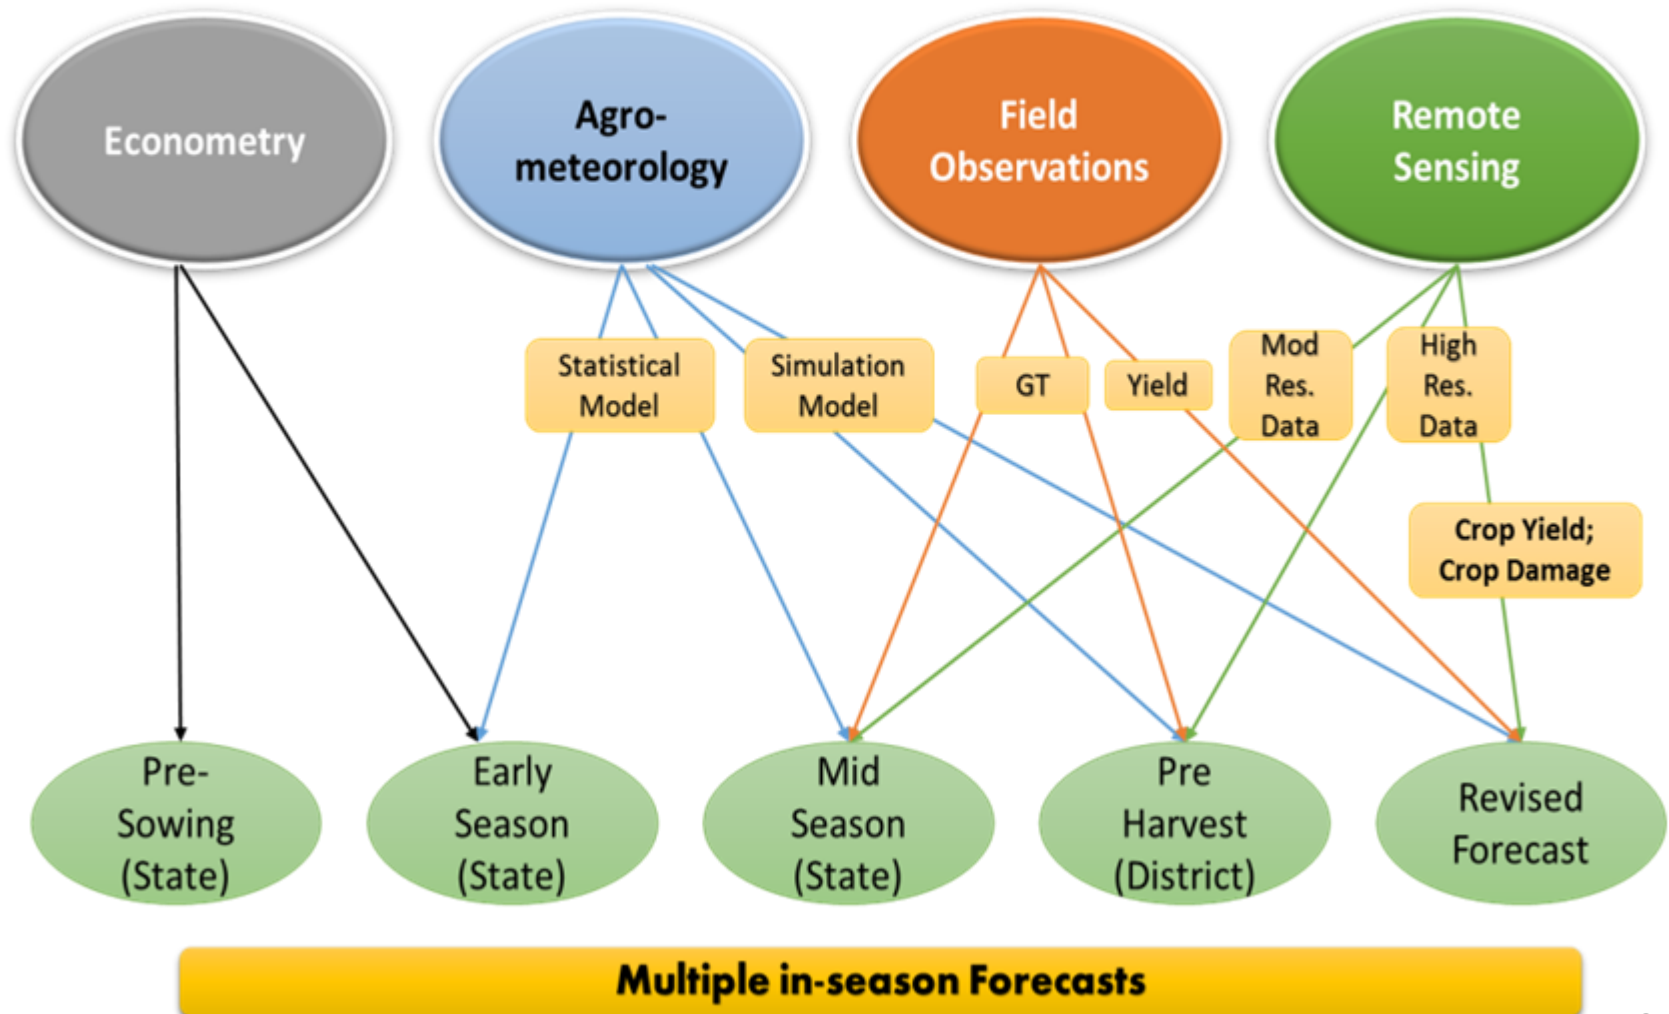 Econometry
Agro-
meteorology
Field
Observations
Remote
Sensing
Statistical
Model
Simulation
Model
GT
Yield
Mod
Res.
Data
High
Res.
Data
Crop Yield;
Crop Damage
Pre-
Sowing
(State)
Early
Season
(State)
Mid
Season
(State)
Pre
Harvest
(District)
Revised
Forecast
Multiple in-season Forecasts